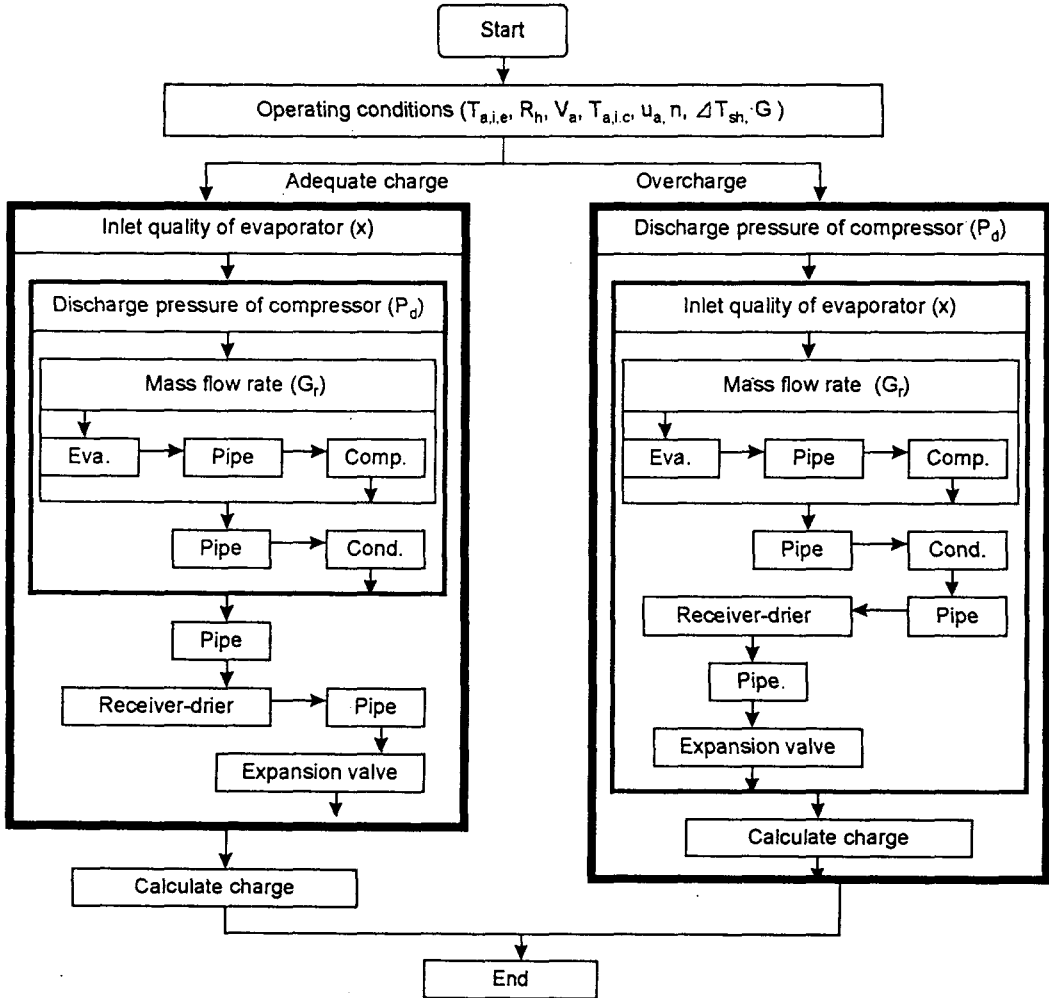 Start
Operating conditions (T_a,i,e, R_h, V_a, T_a,i,c, u_a, n, ⊿T_sh, G )
Adequate charge
Inlet quality of evaporator (x)
Discharge pressure of compressor (P_d)
Mass flow rate (G_r)
Eva.
Pipe
Comp.
Pipe
Cond.
Pipe
Receiver-drier
Pipe
Expansion valve
Calculate charge
Overcharge
Discharge pressure of compressor (P_d)
Inlet quality of evaporator (x)
Mass flow rate (G_r)
Eva.
Pipe
Comp.
Pipe
Cond.
Receiver-drier
Pipe
Pipe.
Expansion valve
Calculate charge
End